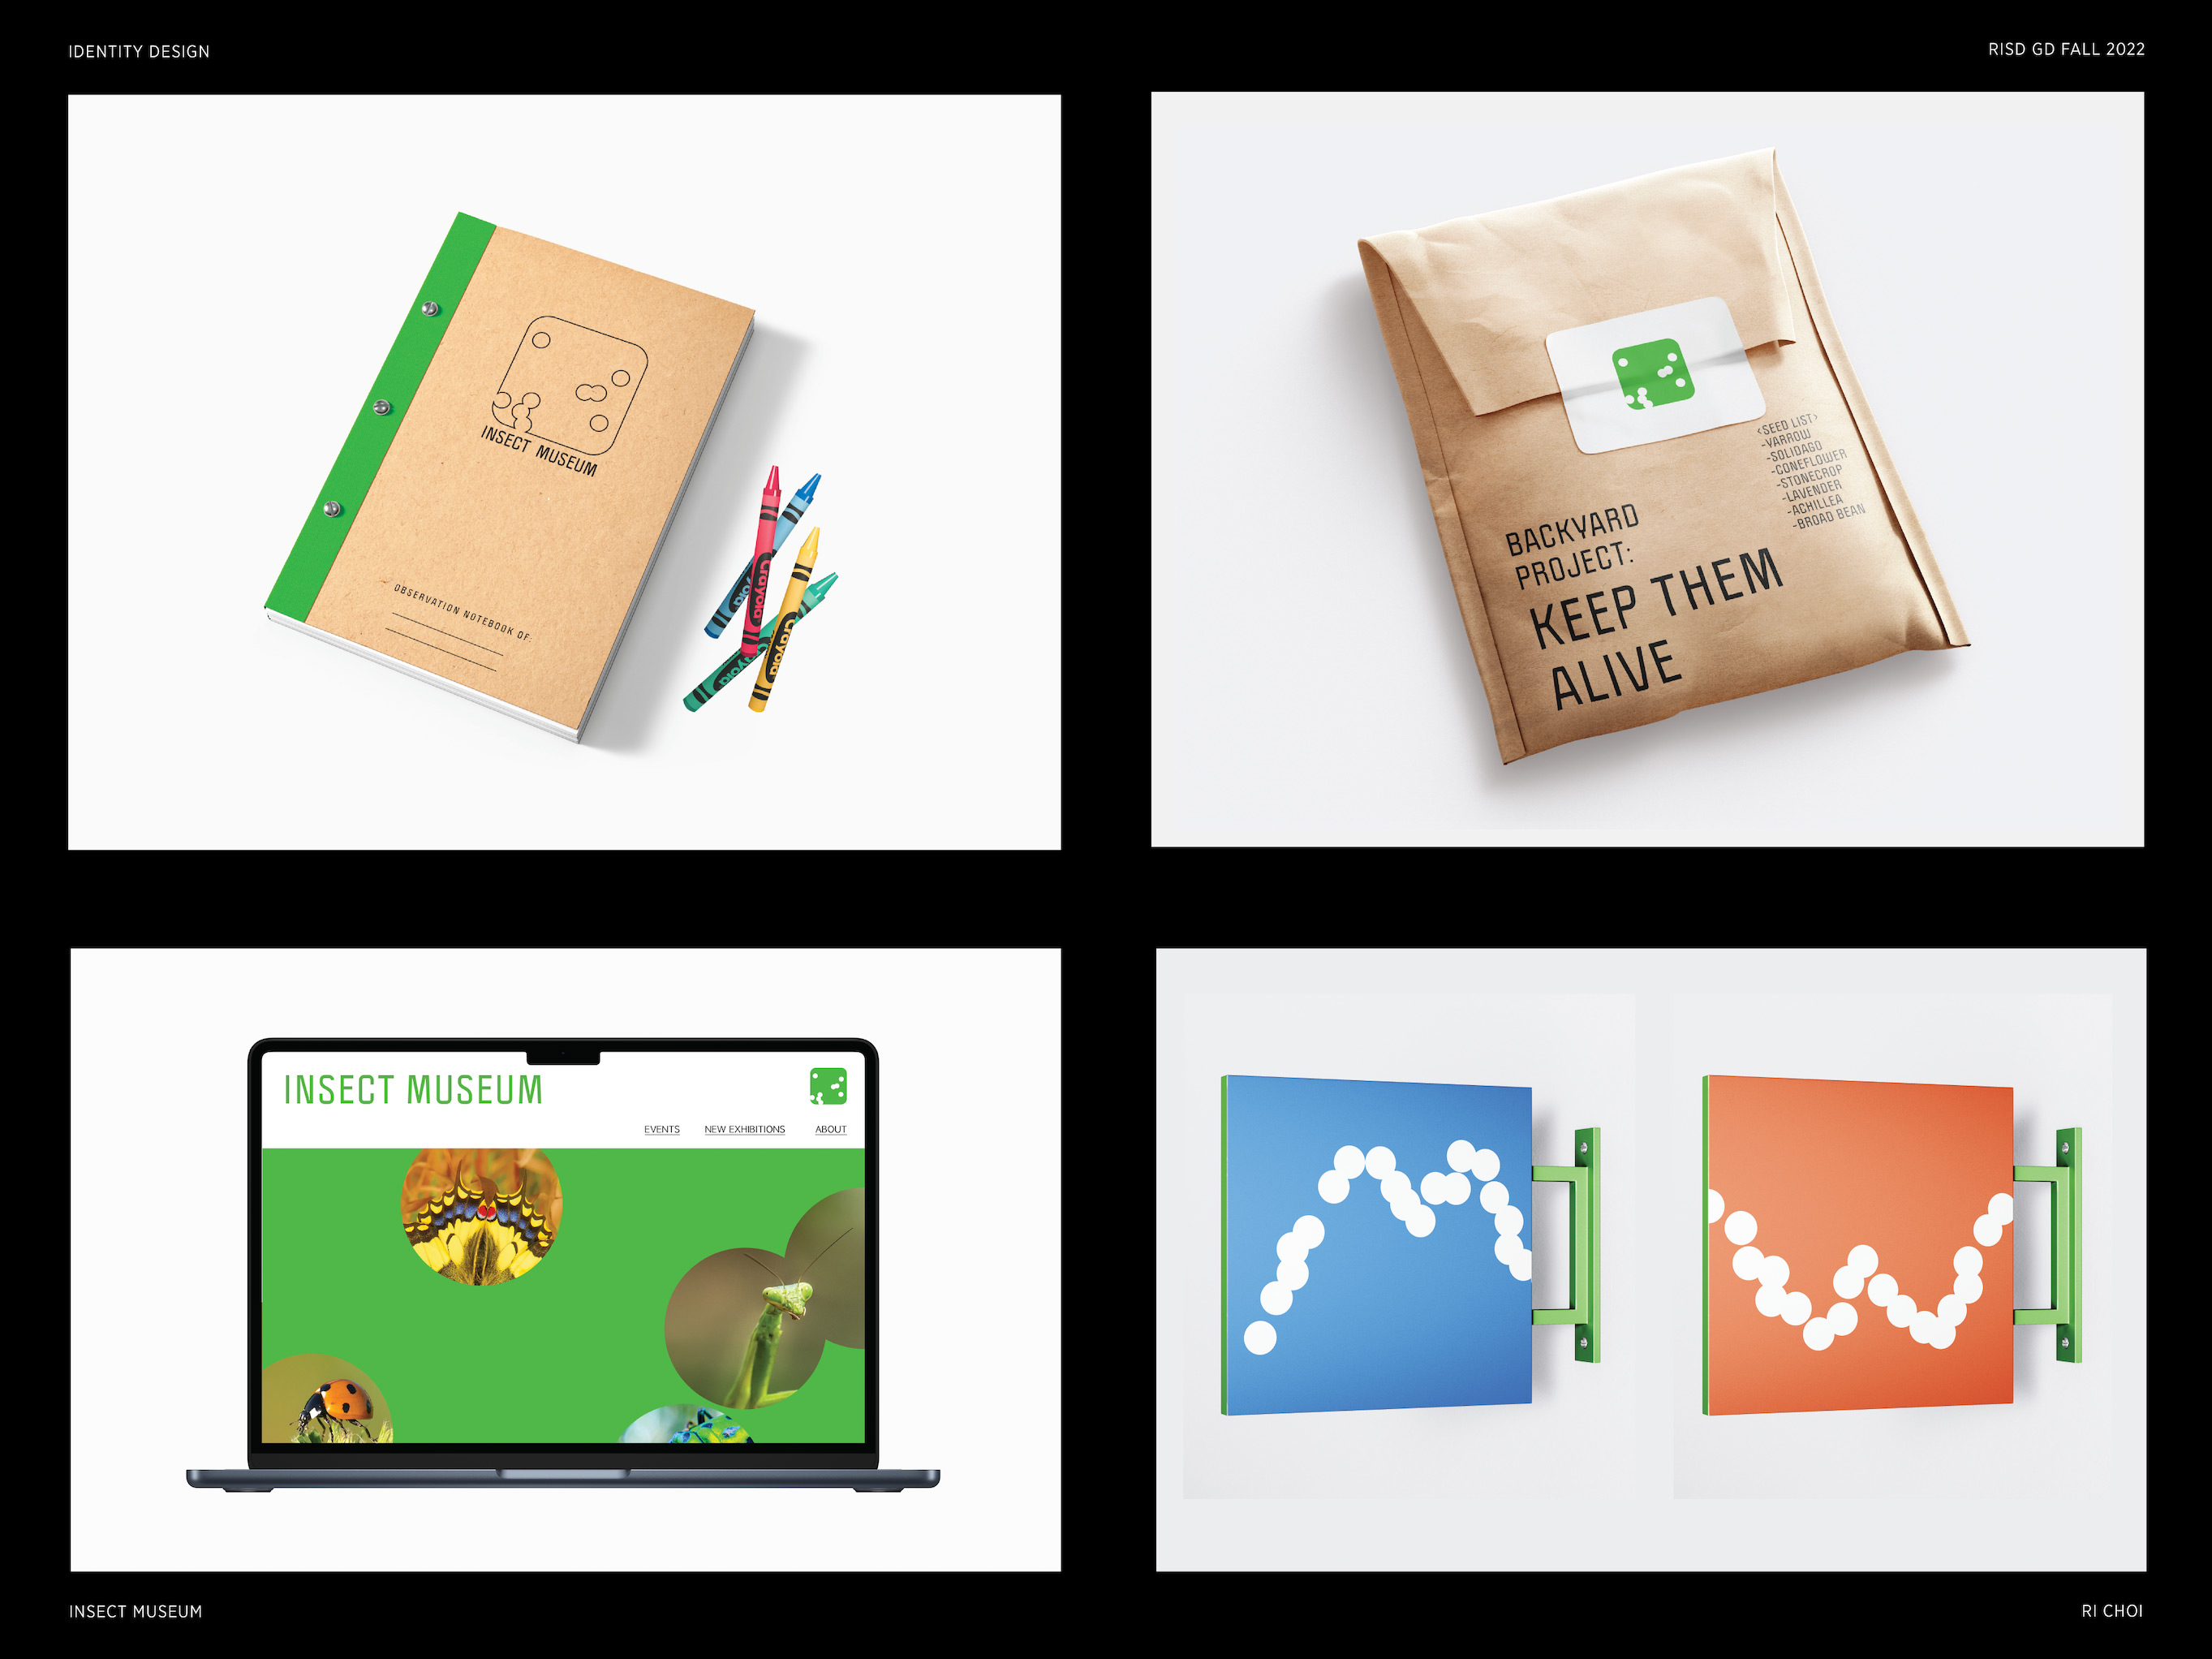 IDENTITY DESIGN
RISD GD FALL 2022
INSECT MUSEUM
OBSERVATION NOTEBOOK OF:
Crayola
Crayola
Crayola
Crayola
<SEED LIST>
-YARROW
-SOLIDAGO
-CONEFLOWER
-STONECROP
-LAVENDER
-ACHILLEA
-BROAD BEAN
BACKYARD
PROJECT:
KEEP THEM
ALIVE
INSECT MUSEUM
EVENTS NEW EXHIBITIONS ABOUT
INSECT MUSEUM
RI CHOI